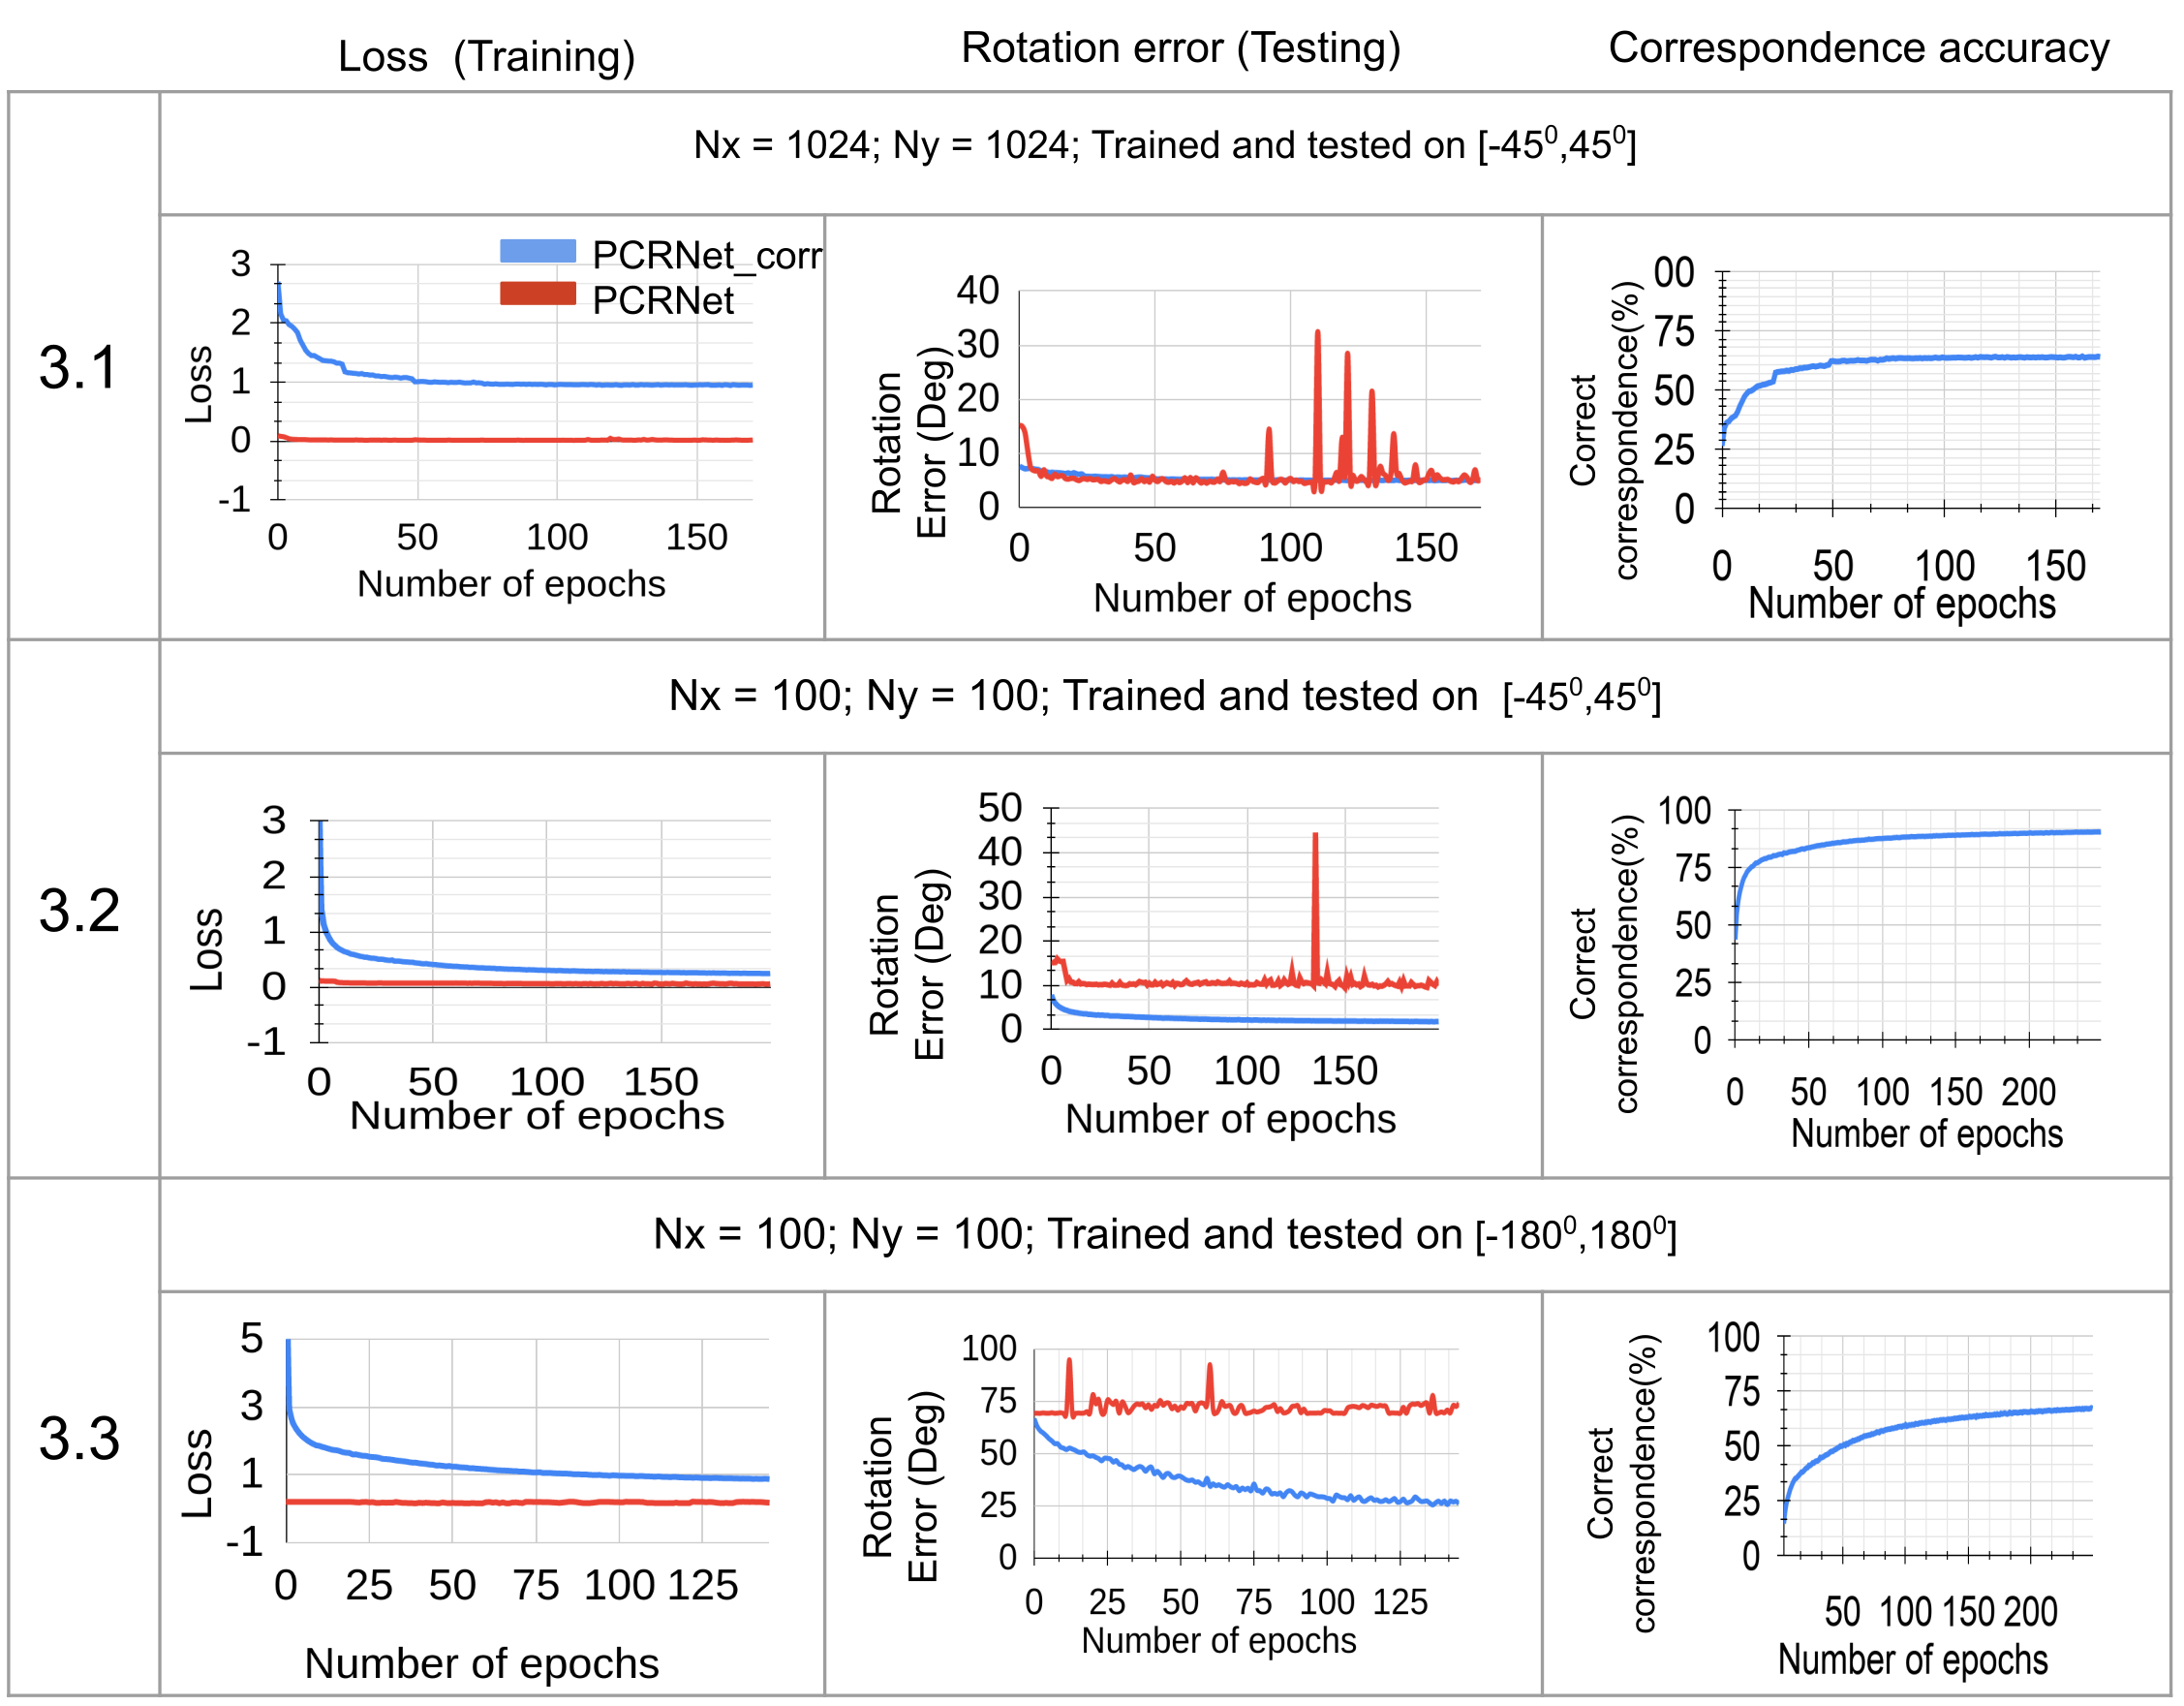 Loss (Training)
Rotation error (Testing)
Correspondence accuracy
3.1
Nx = 1024; Ny = 1024; Trained and tested on [-45⁰,45⁰]
PCRNet_corr
PCRNet
3
2
1
0
-1
Loss
0 50 100 150
Number of epochs
40
30
20
10
0
Rotation
Error (Deg)
0 50 100 150
Number of epochs
00
75
50
25
0
Correct
correspondence(%)
0 50 100 150
Number of epochs
3.2
Nx = 100; Ny = 100; Trained and tested on [-45⁰,45⁰]
3
2
1
0
-1
Loss
0 50 100 150
Number of epochs
50
40
30
20
10
0
Rotation
Error (Deg)
0 50 100 150
Number of epochs
100
75
50
25
0
Correct
correspondence(%)
0 50 100 150 200
Number of epochs
3.3
Nx = 100; Ny = 100; Trained and tested on [-180⁰,180⁰]
5
3
1
-1
Loss
0 25 50 75 100 125
Number of epochs
100
75
50
25
0
Rotation
Error (Deg)
0 25 50 75 100 125
Number of epochs
100
75
50
25
0
Correct
correspondence(%)
50 100 150 200
Number of epochs